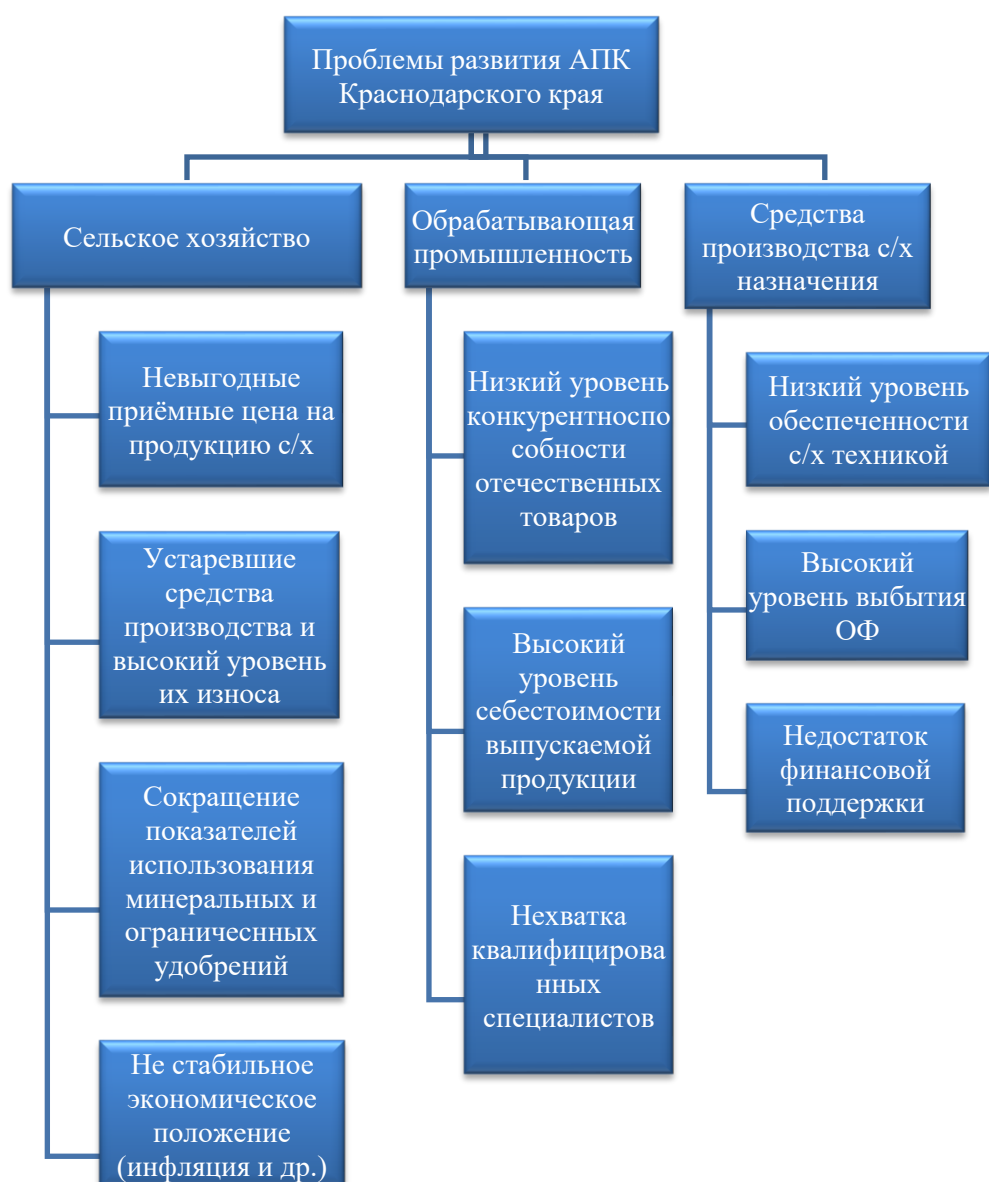 Проблемы развития АПК
Краснодарского края
Сельское хозяйство
Невыгодные
приёмные цена на
продукцию с/х
Устаревшие
средства
производства и
высокий уровень
их износа
Сокращение
показателей
использования
минеральных и
ограничеснных
удобрений
Не стабильное
экономическое
положение
(инфляция и др.)
Обрабатывающая
промышленность
Низкий уровень
конкурентноспо
собности
отечественных
товаров
Высокий
уровень
себестоимости
выпускаемой
продукции
Нехватка
квалифицирова
нных
специалистов
Средства
производства с/х
назначения
Низкий уровень
обеспеченности
с/х техникой
Высокий
уровень выбытия
ОФ
Недостаток
финансовой
поддержки